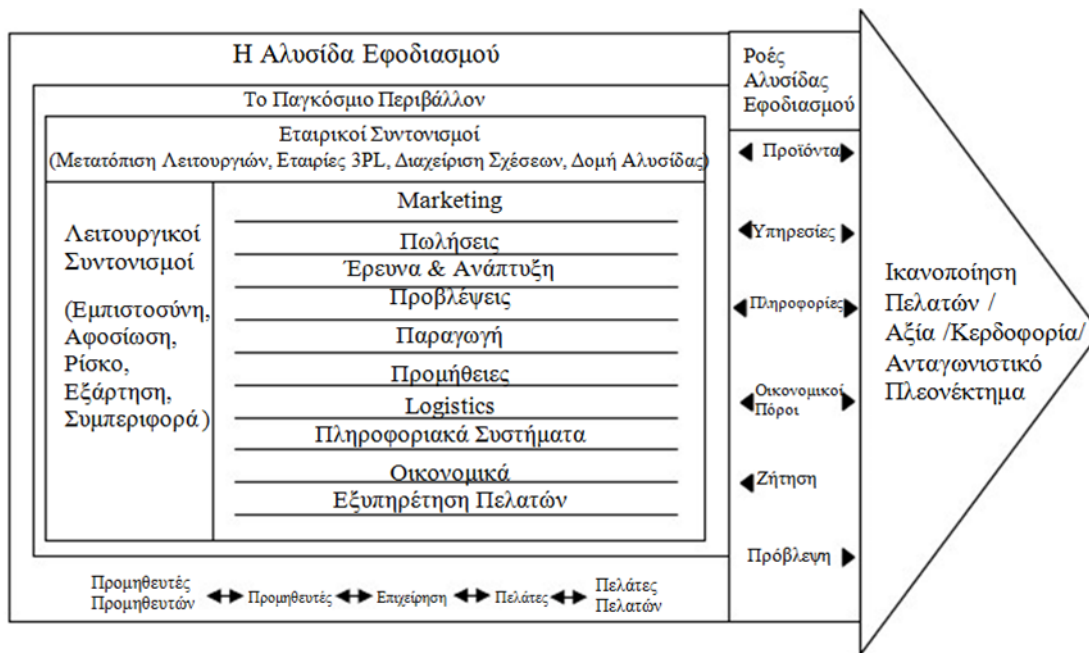 Η Αλυσίδα Εφοδιασμού
Το Παγκόσμιο Περιβάλλον
Εταιρικοί Συντονισμοί
(Μετατόπιση Λειτουργιών, Εταιρίες 3PL, Διαχείριση Σχέσεων, Δομή Αλυσίδας)
Λειτουργικοί
Συντονισμοί
(Εμπιστοσύνη,
Αφοσίωση,
Ρίσκο,
Εξάρτηση,
Συμπεριφορά)
Marketing
Πωλήσεις
Έρευνα & Ανάπτυξη
Προβλέψεις
Παραγωγή
Προμήθειες
Logistics
Πληροφοριακά Συστήματα
Οικονομικά
Εξυπηρέτηση Πελατών
Προμηθευτές
Προμηθευτών
Προμηθευτές
Επιχείρηση
Πελάτες
Πελάτες
Πελατών
Ροές
Αλυσίδας
Εφοδιασμού
Προϊόντα
Υπηρεσίες
Πληροφορίες
Οικονομικοί
Πόροι
Ζήτηση
Πρόβλεψη
Ικανοποίηση
Πελατών /
Αξία /Κερδοφορία/
Ανταγωνιστικό
Πλεονέκτημα